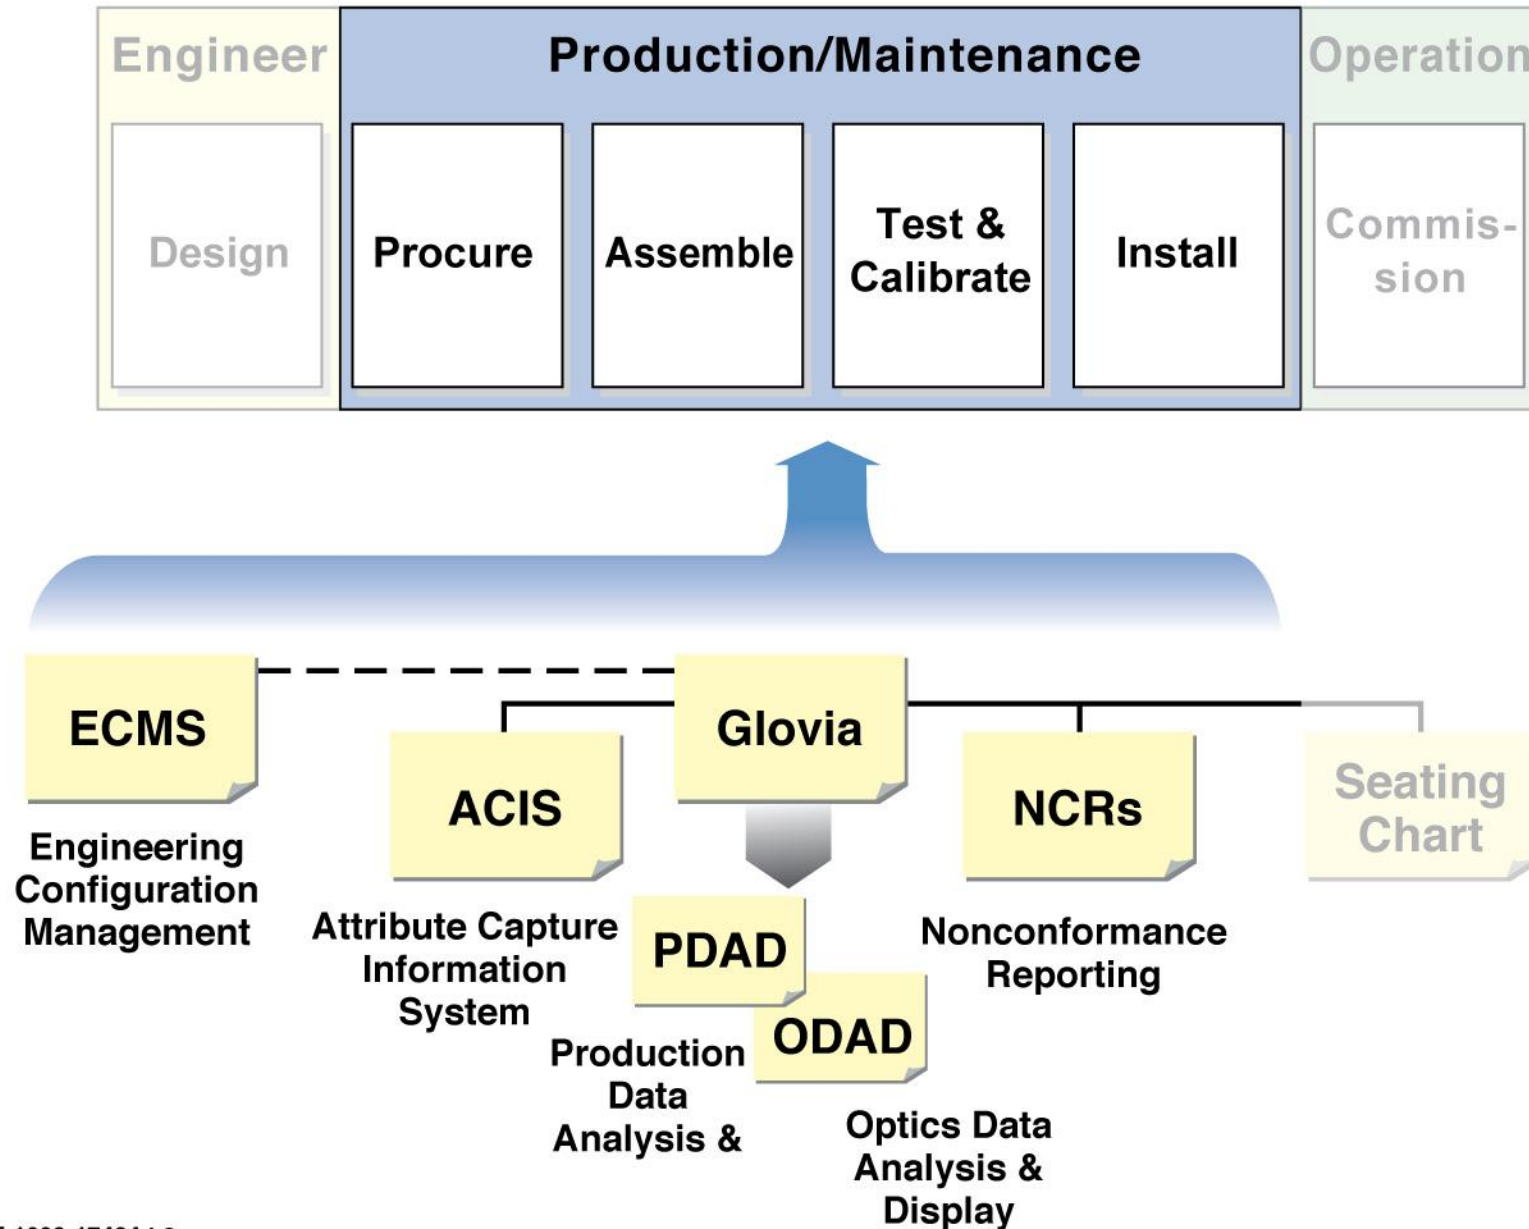 Engineer
Production/Maintenance
Operation
Design
Procure
Assemble
Test &
Calibrate
Install
Commis-
sion
ECMS
Glovia
ACIS
NCRs
Seating
Chart
Engineering
Configuration
Management
Attribute Capture
Information
System
PDAD
Nonconformance
Reporting
ODAD
Production
Data
Analysis &
Optics Data
Analysis &
Display